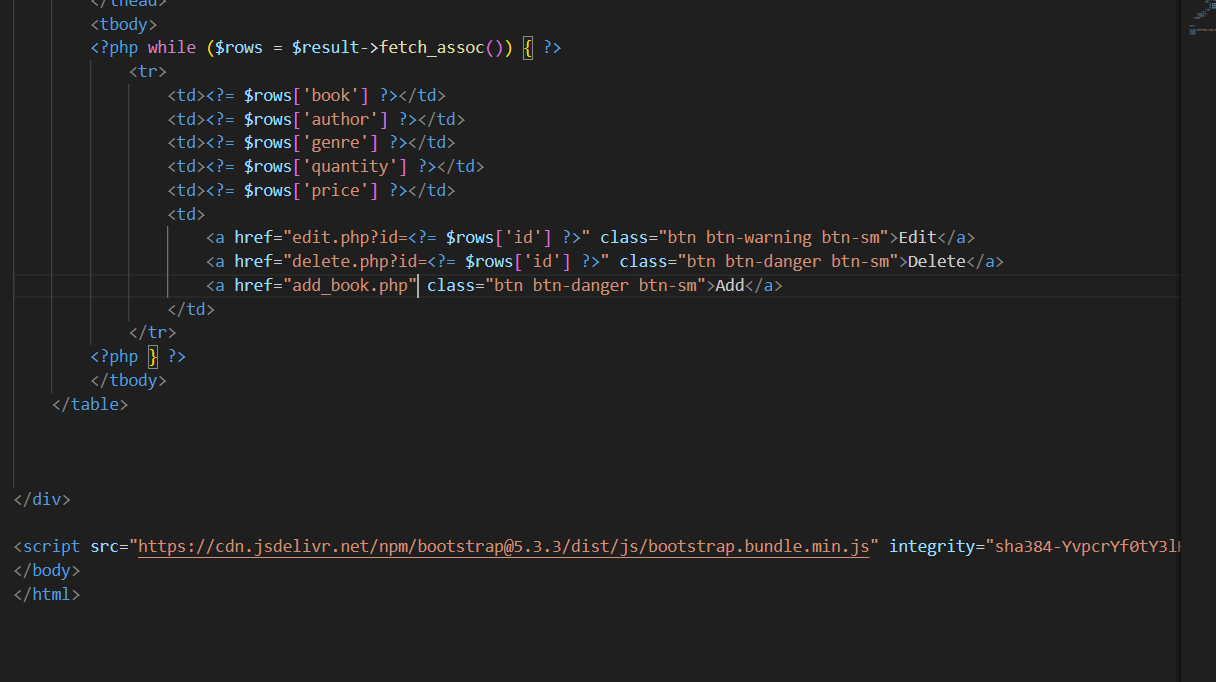 </thead>
<tbody>
<?php while ($rows = $result->fetch_assoc()) { ?>
<tr>
<td><?= $rows['book'] ?></td>
<td><?= $rows['author'] ?></td>
<td><?= $rows['genre'] ?></td>
<td><?= $rows['quantity'] ?></td>
<td><?= $rows['price'] ?></td>
<td>
<a href="edit.php?id=<?= $rows['id'] ?>" class="btn btn-warning btn-sm">Edit</a>
<a href="delete.php?id=<?= $rows['id'] ?>" class="btn btn-danger btn-sm">Delete</a>
<a href="add_book.php" class="btn btn-danger btn-sm">Add</a>
</td>
</tr>
<?php } ?>
</tbody>
</table>
</div>
<script src="https://cdn.jsdelivr.net/npm/bootstrap@5.3.3/dist/js/bootstrap.bundle.min.js" integrity="sha384-YvpcrYf0tY3l
</body>
</html>